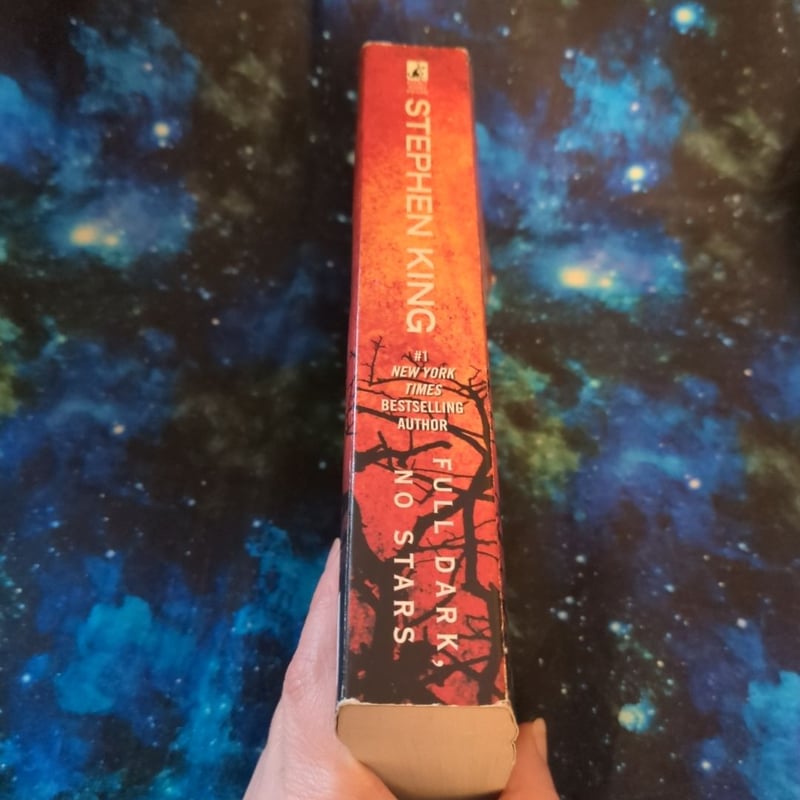 STEPHEN KING
#1
NEW YORK
TIMES
BESTSELLING
AUTHOR
FULL DARK,
NO STARS